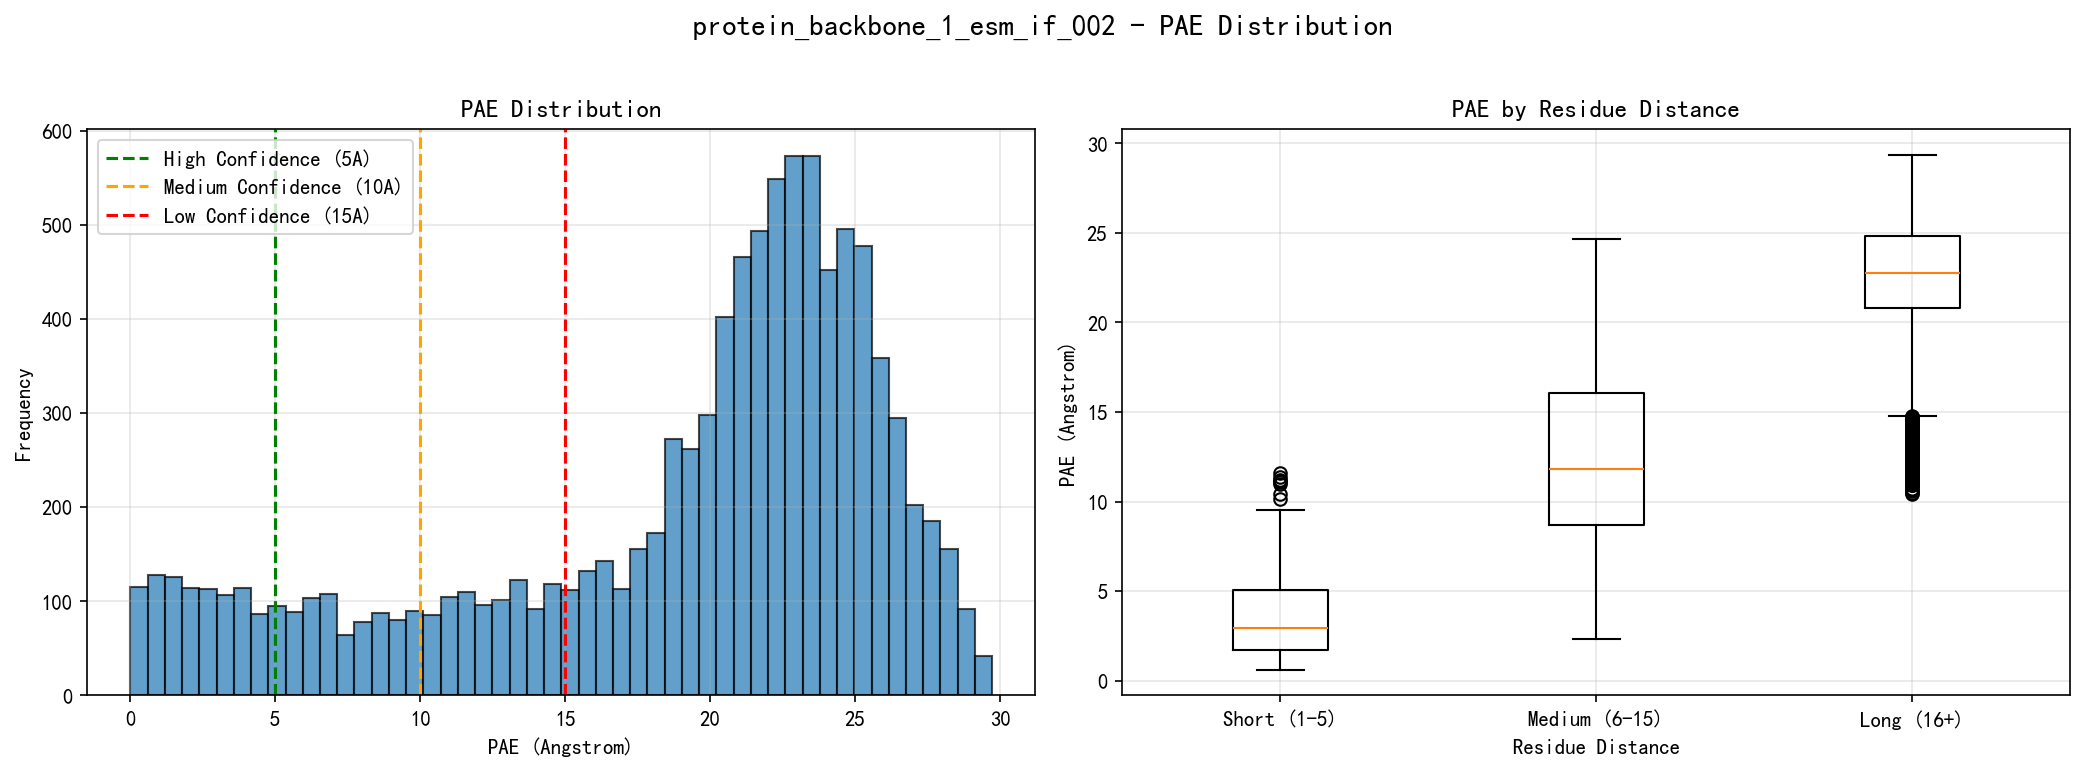 protein_backbone_1_esm_if_002 - PAE Distribution
PAE Distribution
600
500
400
300
200
100
0
Frequency
High Confidence (5A)
Medium Confidence (10A)
Low Confidence (15A)
0 5 10 15 20 25 30
PAE (Angstrom)
PAE by Residue Distance
30
25
20
15
10
5
0
PAE (Angstrom)
Short (1-5) Medium (6-15) Long (16+)
Residue Distance